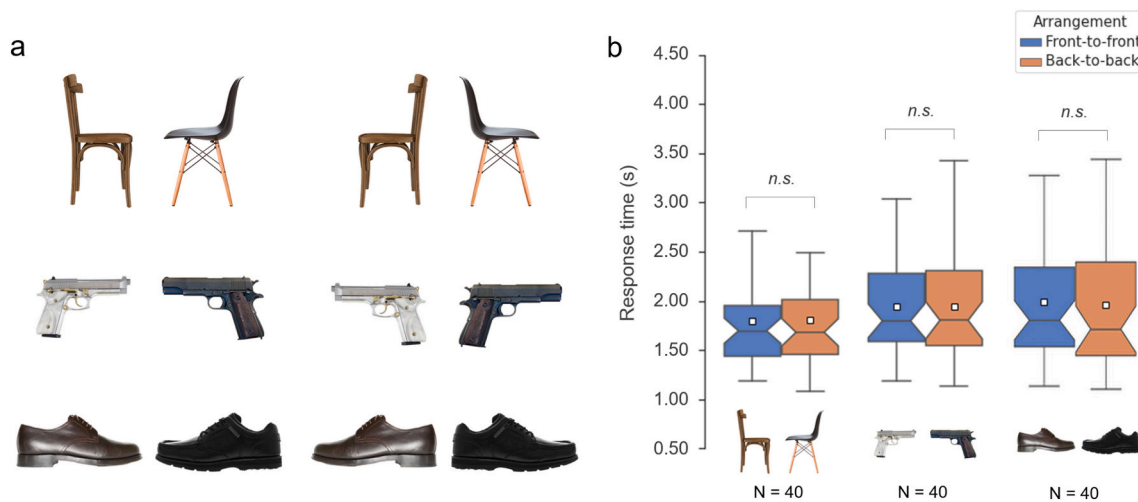 a
b
Arrangement
Front-to-front
Back-to-back
Response time (s)
4.50
4.00
3.50
3.00
2.50
2.00
1.50
1.00
0.50
n.s.
n.s.
n.s.
N = 40
N = 40
N = 40